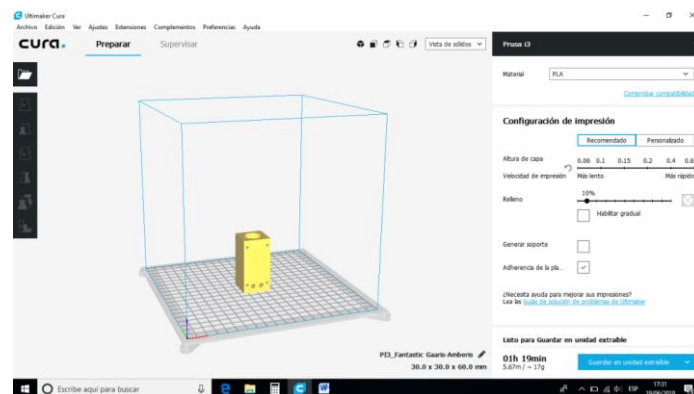 Ultimaker Cura
Archivo Edición Ver Ajustes Extensiones Complementos Preferencias Ayuda
cura. Preparar Supervisar Vista de sólidos
Prusa i3
Material PLA
Comprobar compatibilidad
Configuración de impresión
Recomendado Personalizado
Altura de capa 0.06 0.1 0.15 0.2 0.4 0.6
Velocidad de impresión Más lento Más rápido
10%
Relleno
Habilitar gradual
Generar soporte
Adherencia de la pla...
¿Necesita ayuda para mejorar sus impresiones?
Lea las Guías de solución de problemas de Ultimaker
Listo para Guardar en unidad extraíble
PI3_Fantastic Gaaris-Amberis
30.0 x 30.0 x 60.0 mm
01h 19min
5.67m / ~ 17g
Guardar en unidad extraíble
Escribe aquí para buscar
ESP
17:31
19/06/2019